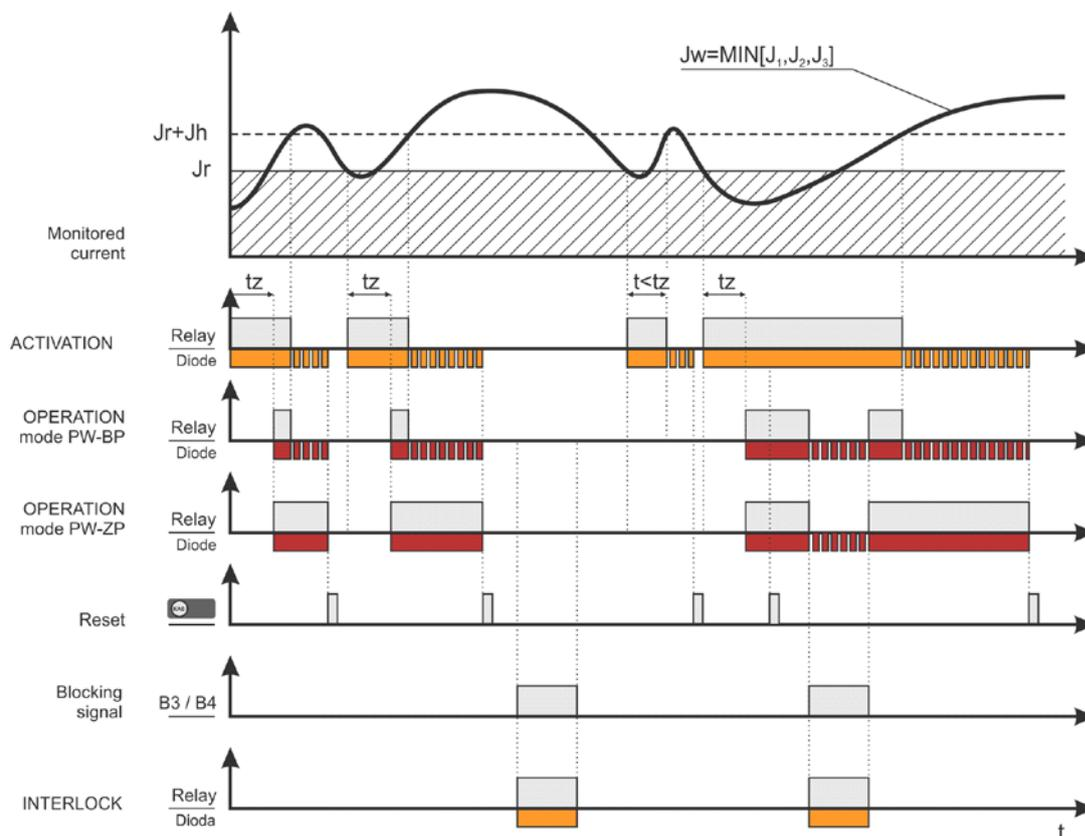 Jw=MIN[J₁,J₂,J₃]
Jr+Jh
Jr
Monitored
current
tz
tz
t<tz
tz
ACTIVATION
Relay
Diode
OPERATION
mode PW-BP
Relay
Diode
OPERATION
mode PW-ZP
Relay
Diode
Reset
Blocking
signal
B3 / B4
INTERLOCK
Relay
Dioda
t